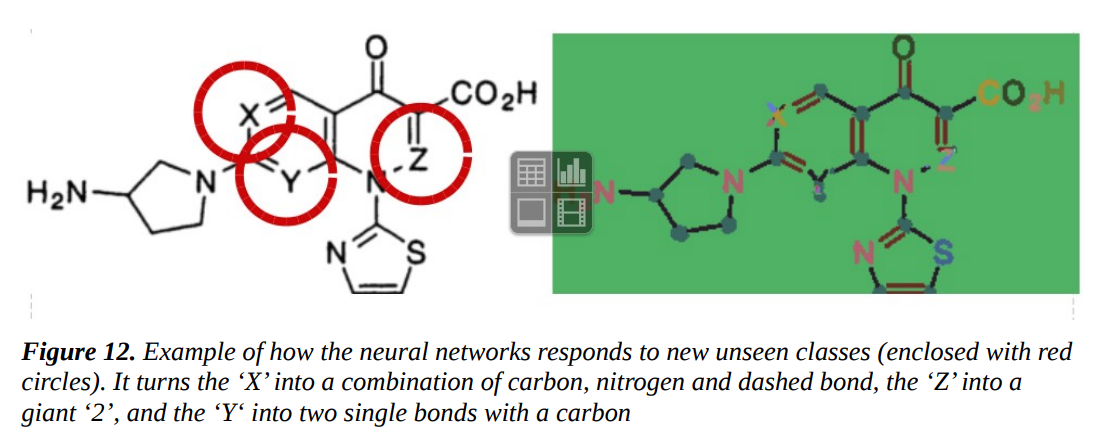 O
X
CO₂H
Z
Y
H₂N
N
N
N
S
O
X
CO₂H
Z
N
N
N
N
S
Figure 12. Example of how the neural networks responds to new unseen classes (enclosed with red
circles). It turns the ‘X’ into a combination of carbon, nitrogen and dashed bond, the ‘Z’ into a
giant ‘2’, and the ‘Y‘ into two single bonds with a carbon